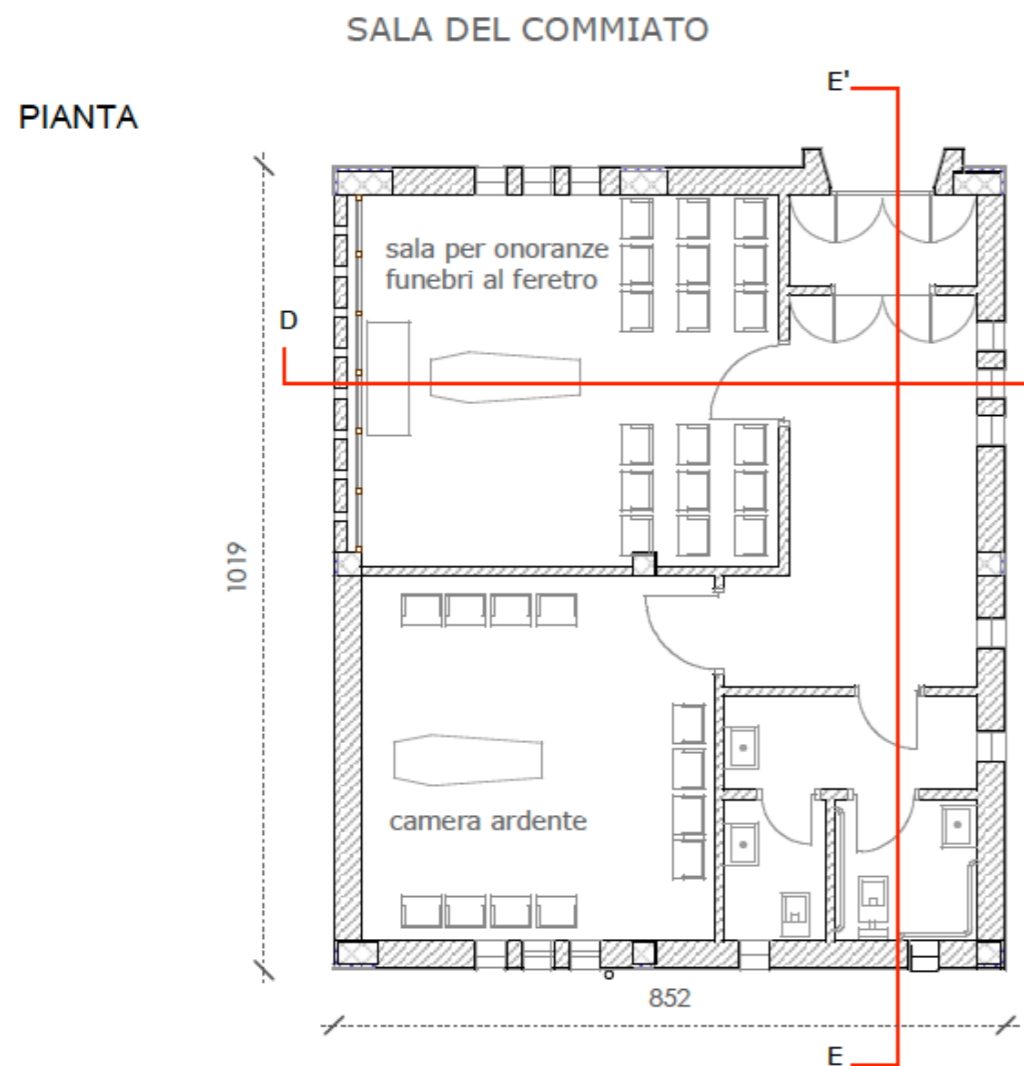 SALA DEL COMMIATO
E'
PIANTA
sala per onoranze
funebri al feretro
D
1019
camera ardente
852
E